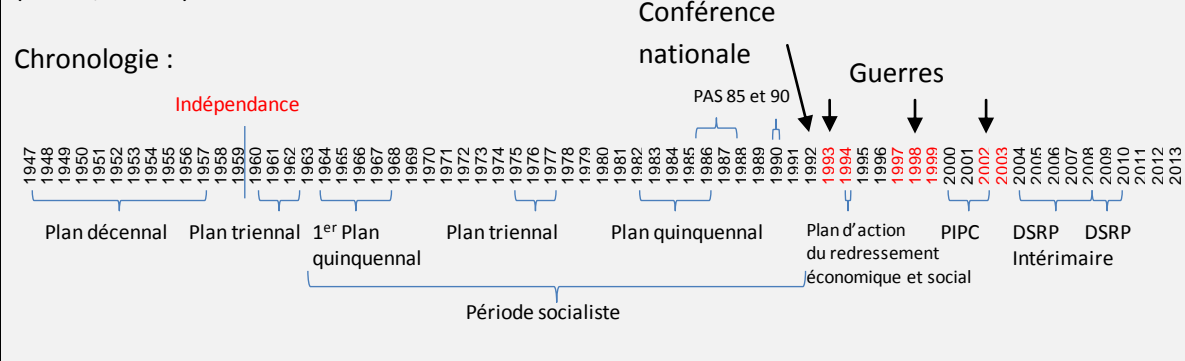 Conférence
nationale
Chronologie :
Guerres
PAS 85 et 90
Indépendance
1947 1948 1949 1950 1951 1952 1953 1954 1955 1956 1957 1958 1959 1960 1961 1962 1963 1964 1965 1966 1967 1968 1969 1970 1971 1972 1973 1974 1975 1976 1977 1978 1979 1980 1981 1982 1983 1984 1985 1986 1987 1988 1989 1990 1991 1992 1993 1994 1995 1996 1997 1998 1999 2000 2001 2002 2003 2004 2005 2006 2007 2008 2009 2010 2011 2012 2013
Plan décennal
Plan triennal
1er Plan
quinquennal
Plan triennal
Plan quinquennal
Plan d'action
du redressement
économique et social
PIPC
DSRP
Intérimaire
DSRP
Période socialiste